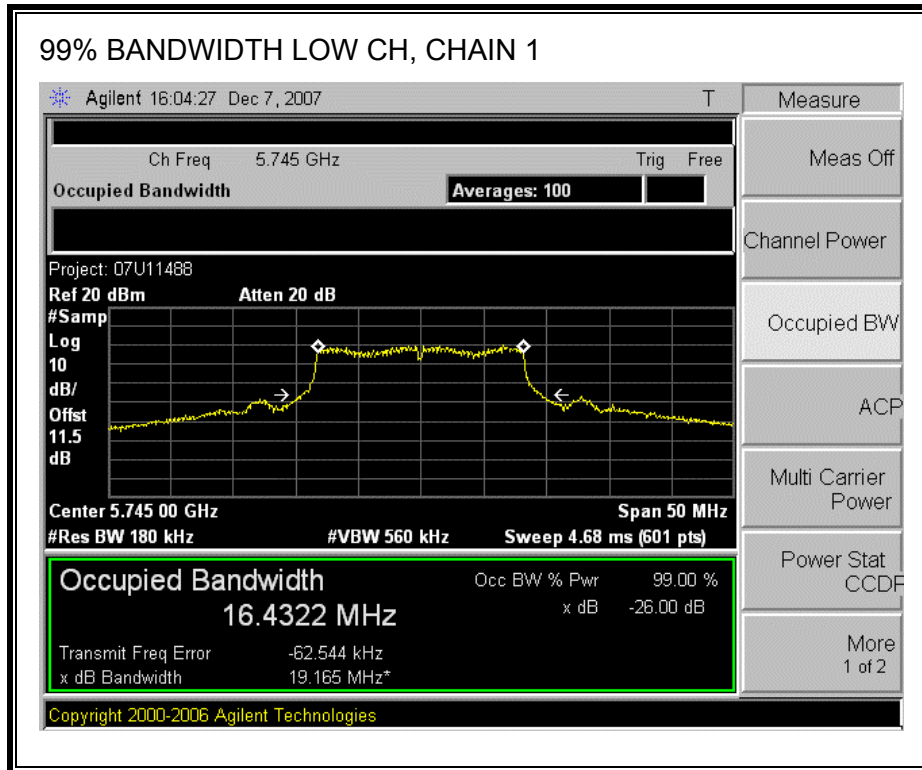 99% BANDWIDTH LOW CH, CHAIN 1
Agilent 16:04:27 Dec 7, 2007 T
Measure
Ch Freq 5.745 GHz Trig Free
Occupied Bandwidth Averages: 100
Meas Off
Channel Power
Occupied BW
ACP
Multi Carrier
Power
Power Stat
CCDF
More
1 of 2
Project: 07U11488
Ref 20 dBm Atten 20 dB
#Samp
Log
10
dB/
Offst
11.5
dB
Center 5.745 00 GHz Span 50 MHz
#Res BW 180 kHz #VBW 560 kHz Sweep 4.68 ms (601 pts)
Occupied Bandwidth Occ BW % Pwr 99.00 %
16.4322 MHz x dB -26.00 dB
Transmit Freq Error -62.544 kHz
x dB Bandwidth 19.165 MHz*
Copyright 2000-2006 Agilent Technologies